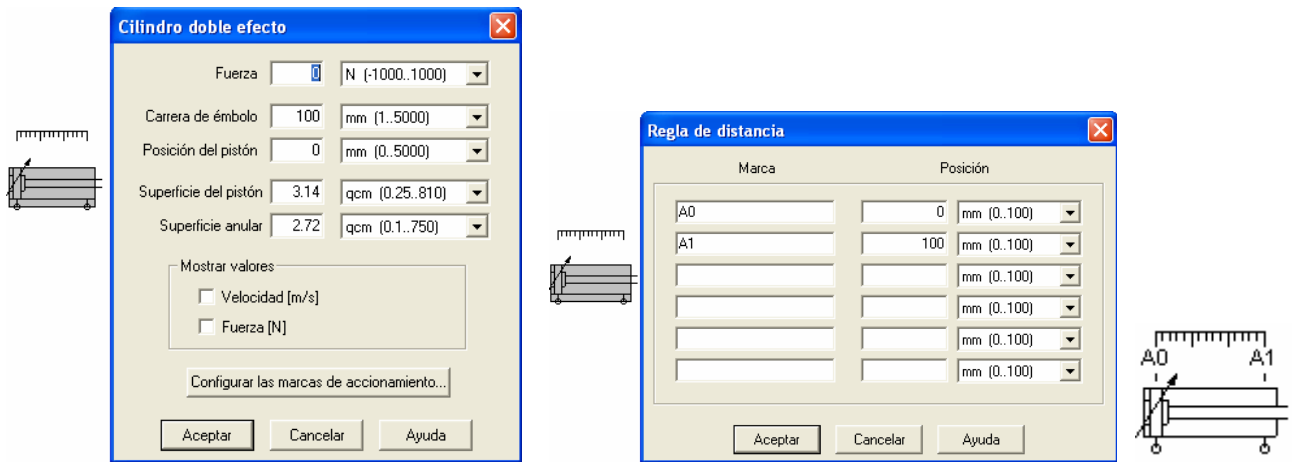 Cilindro doble efecto
Fuerza 0 N (-1000..1000)
Carrera de émbolo 100 mm (1..5000)
Posición del pistón 0 mm (0..5000)
Superficie del pistón 3.14 qcm (0.25..810)
Superficie anular 2.72 qcm (0.1..750)
Mostrar valores
Velocidad [m/s]
Fuerza [N]
Configurar las marcas de accionamiento...
Aceptar Cancelar Ayuda
Regla de distancia
Marca Posición
A0 0 mm (0..100)
A1 100 mm (0..100)
mm (0..100)
mm (0..100)
mm (0..100)
mm (0..100)
Aceptar Cancelar Ayuda
A0 A1